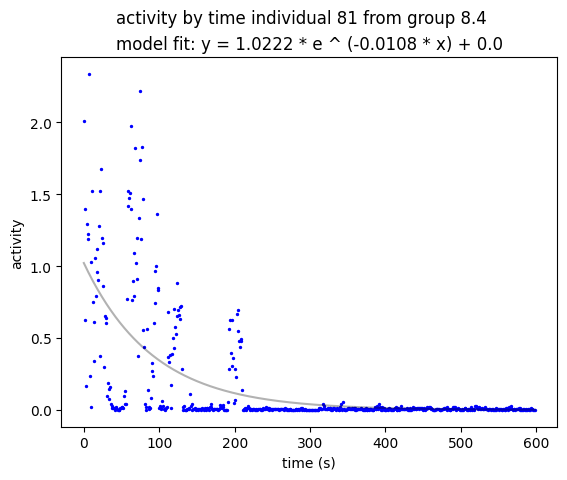 activity by time individual 81 from group 8.4
model fit: y = 1.0222 * e ^ (-0.0108 * x) + 0.0
2.0
1.5
1.0
0.5
0.0
activity
0 100 200 300 400 500 600
time (s)